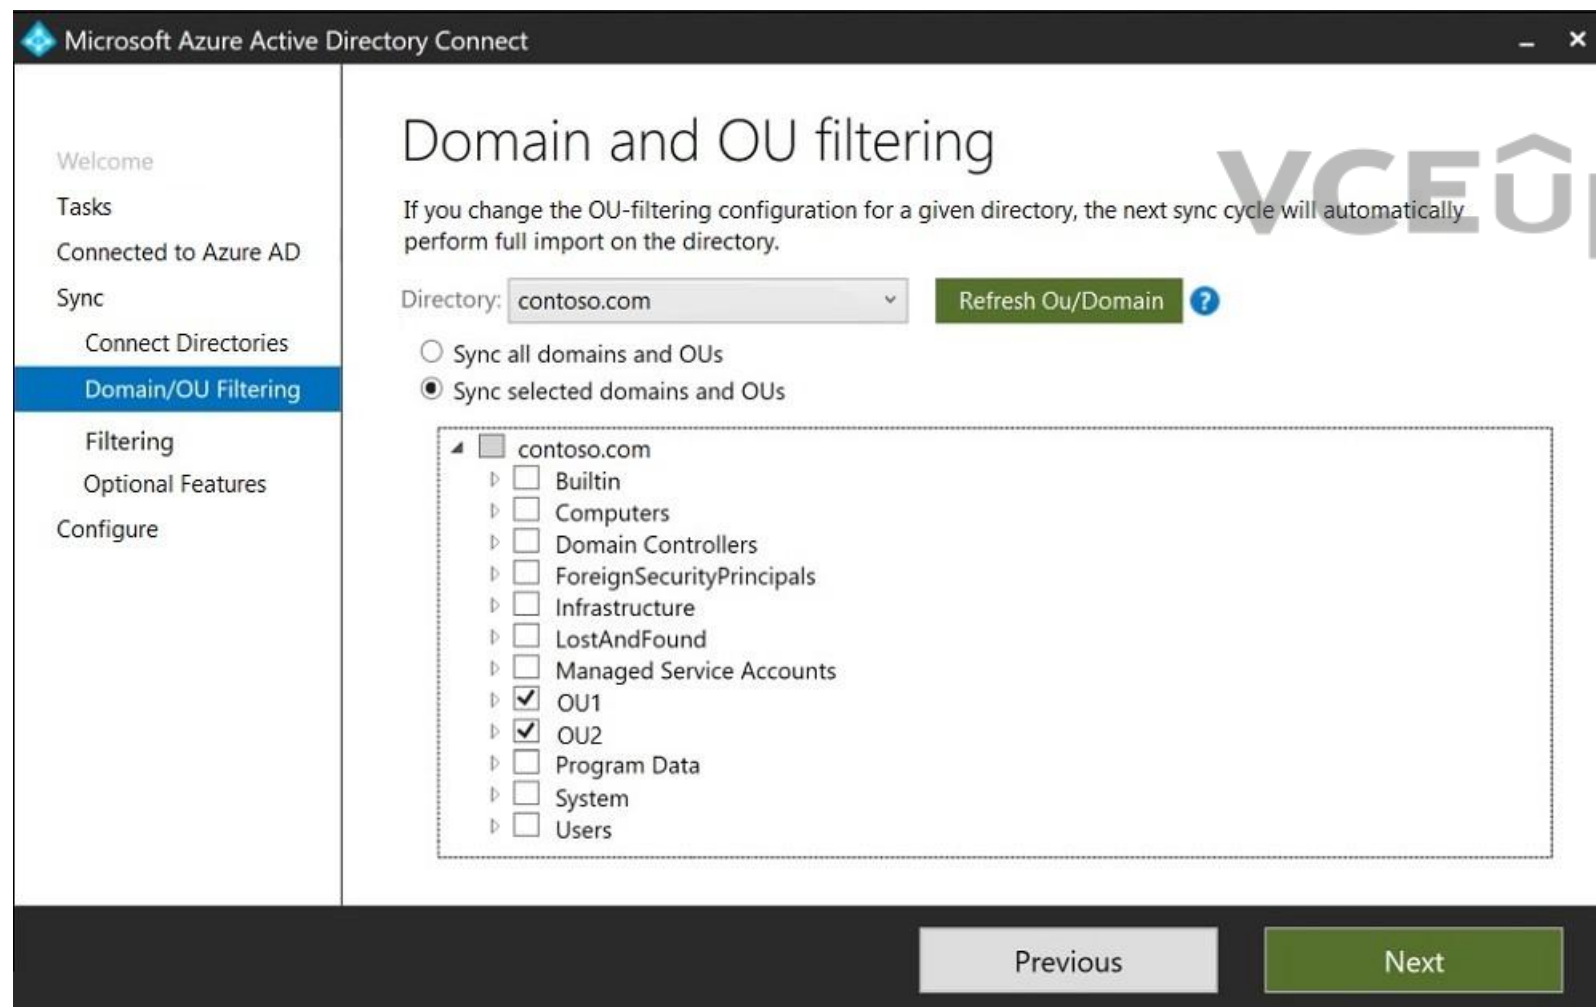 Microsoft Azure Active Directory Connect
Welcome
Tasks
Connected to Azure AD
Sync
Connect Directories
Domain/OU Filtering
Filtering
Optional Features
Configure
Domain and OU filtering
VCEÛp
If you change the OU-filtering configuration for a given directory, the next sync cycle will automatically
perform full import on the directory.
Directory: contoso.com Refresh Ou/Domain ?
Sync all domains and OUs
Sync selected domains and OUs
contoso.com
Builtin
Computers
Domain Controllers
ForeignSecurityPrincipals
Infrastructure
LostAndFound
Managed Service Accounts
OU1
OU2
Program Data
System
Users
Previous Next